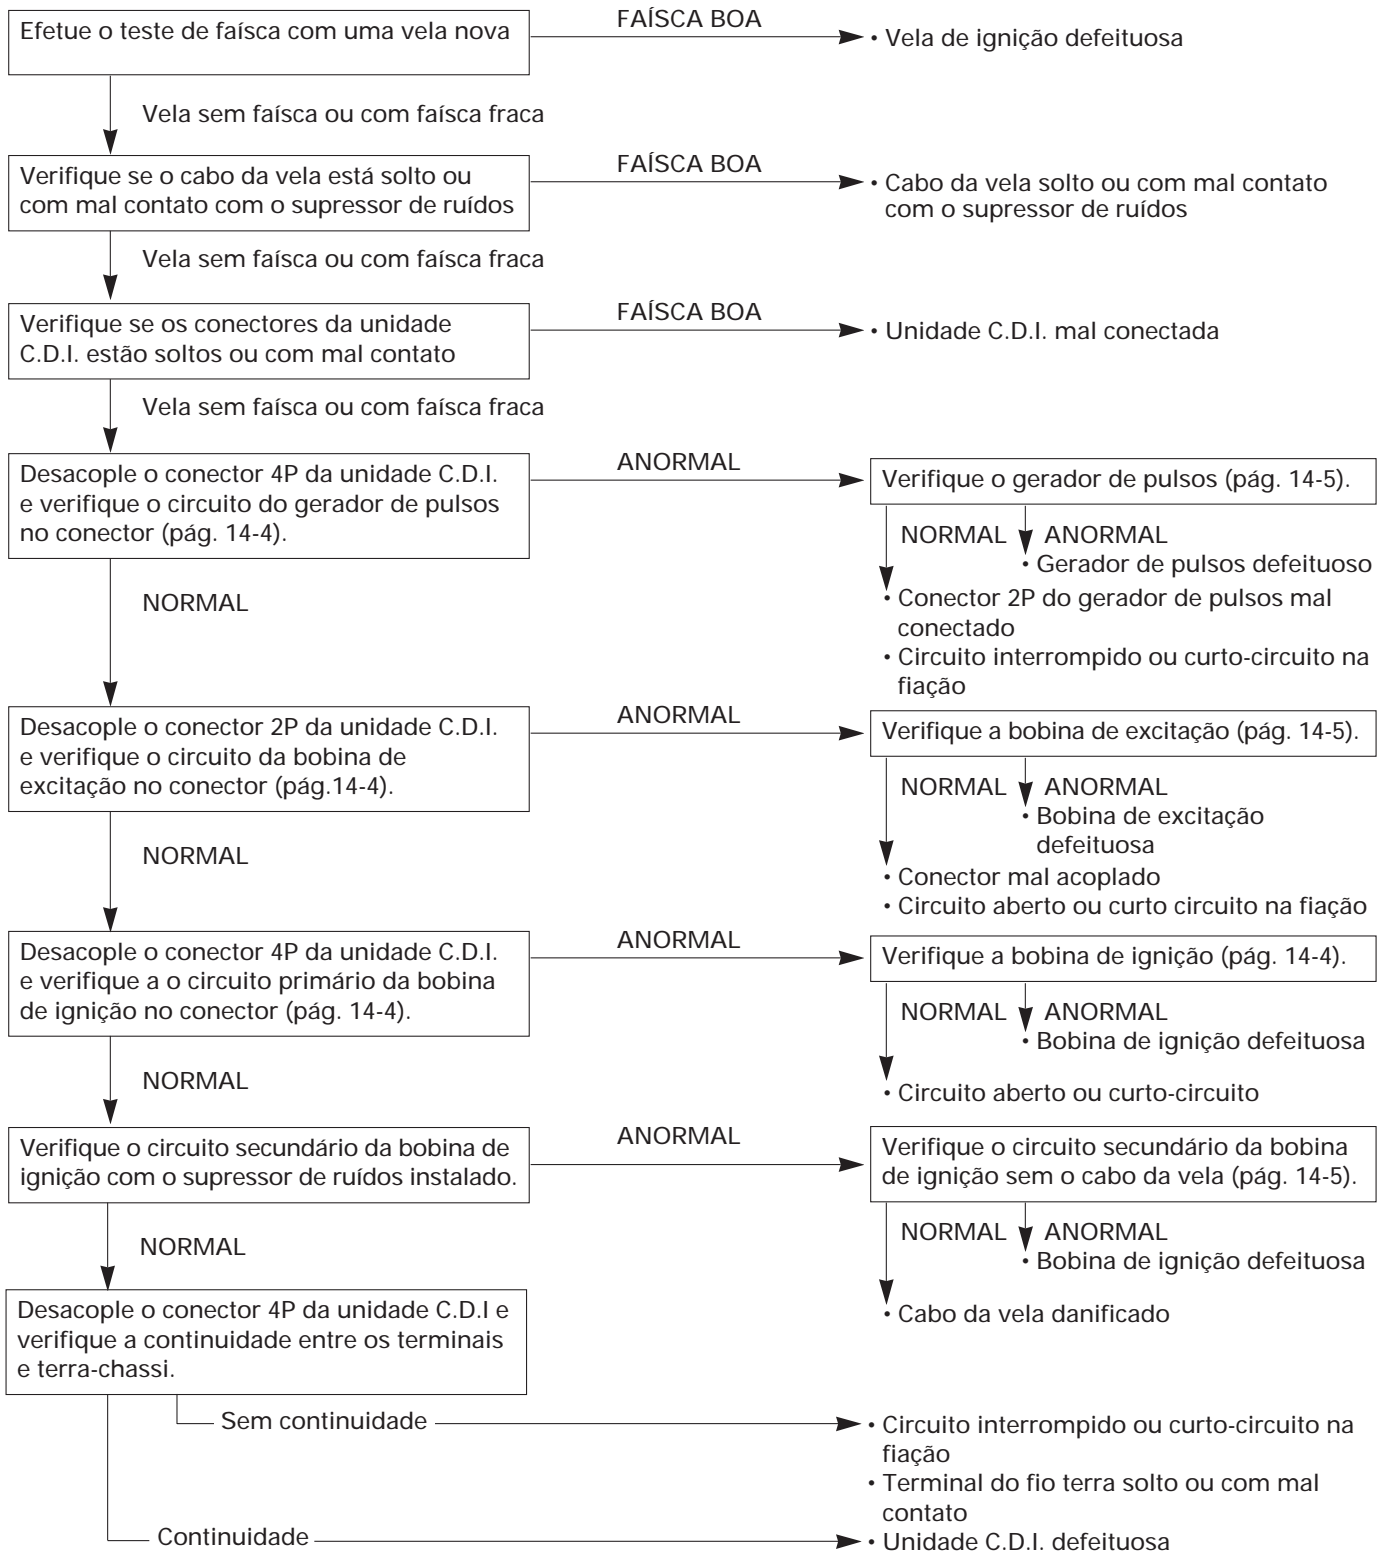 Efetue o teste de faísca com uma vela nova
FAÍSCA BOA
• Vela de ignição defeituosa
Vela sem faísca ou com faísca fraca
Verifique se o cabo da vela está solto ou
com mal contato com o supressor de ruídos
FAÍSCA BOA
• Cabo da vela solto ou com mal contato
com o supressor de ruídos
Vela sem faísca ou com faísca fraca
Verifique se os conectores da unidade
C.D.I. estão soltos ou com mal contato
FAÍSCA BOA
• Unidade C.D.I. mal conectada
Vela sem faísca ou com faísca fraca
Desacople o conector 4P da unidade C.D.I.
e verifique o circuito do gerador de pulsos
no conector (pág. 14-4).
ANORMAL
Verifique o gerador de pulsos (pág. 14-5).
NORMAL
ANORMAL
• Gerador de pulsos defeituoso
• Conector 2P do gerador de pulsos mal
conectado
• Circuito interrompido ou curto-circuito na
fiação
NORMAL
Desacople o conector 2P da unidade C.D.I.
e verifique o circuito da bobina de
excitação no conector (pág.14-4).
ANORMAL
Verifique a bobina de excitação (pág. 14-5).
NORMAL
ANORMAL
• Bobina de excitação
defeituosa
• Conector mal acoplado
• Circuito aberto ou curto circuito na fiação
NORMAL
Desacople o conector 4P da unidade C.D.I.
e verifique a o circuito primário da bobina
de ignição no conector (pág. 14-4).
ANORMAL
Verifique a bobina de ignição (pág. 14-4).
NORMAL
ANORMAL
• Bobina de ignição defeituosa
• Circuito aberto ou curto-circuito
NORMAL
Verifique o circuito secundário da bobina de
ignição com o supressor de ruídos instalado.
ANORMAL
Verifique o circuito secundário da bobina
de ignição sem o cabo da vela (pág. 14-5).
NORMAL
ANORMAL
• Bobina de ignição defeituosa
• Cabo da vela danificado
NORMAL
Desacople o conector 4P da unidade C.D.I e
verifique a continuidade entre os terminais
e terra-chassi.
Sem continuidade
• Circuito interrompido ou curto-circuito na
fiação
• Terminal do fio terra solto ou com mal
contato
Continuidade
• Unidade C.D.I. defeituosa